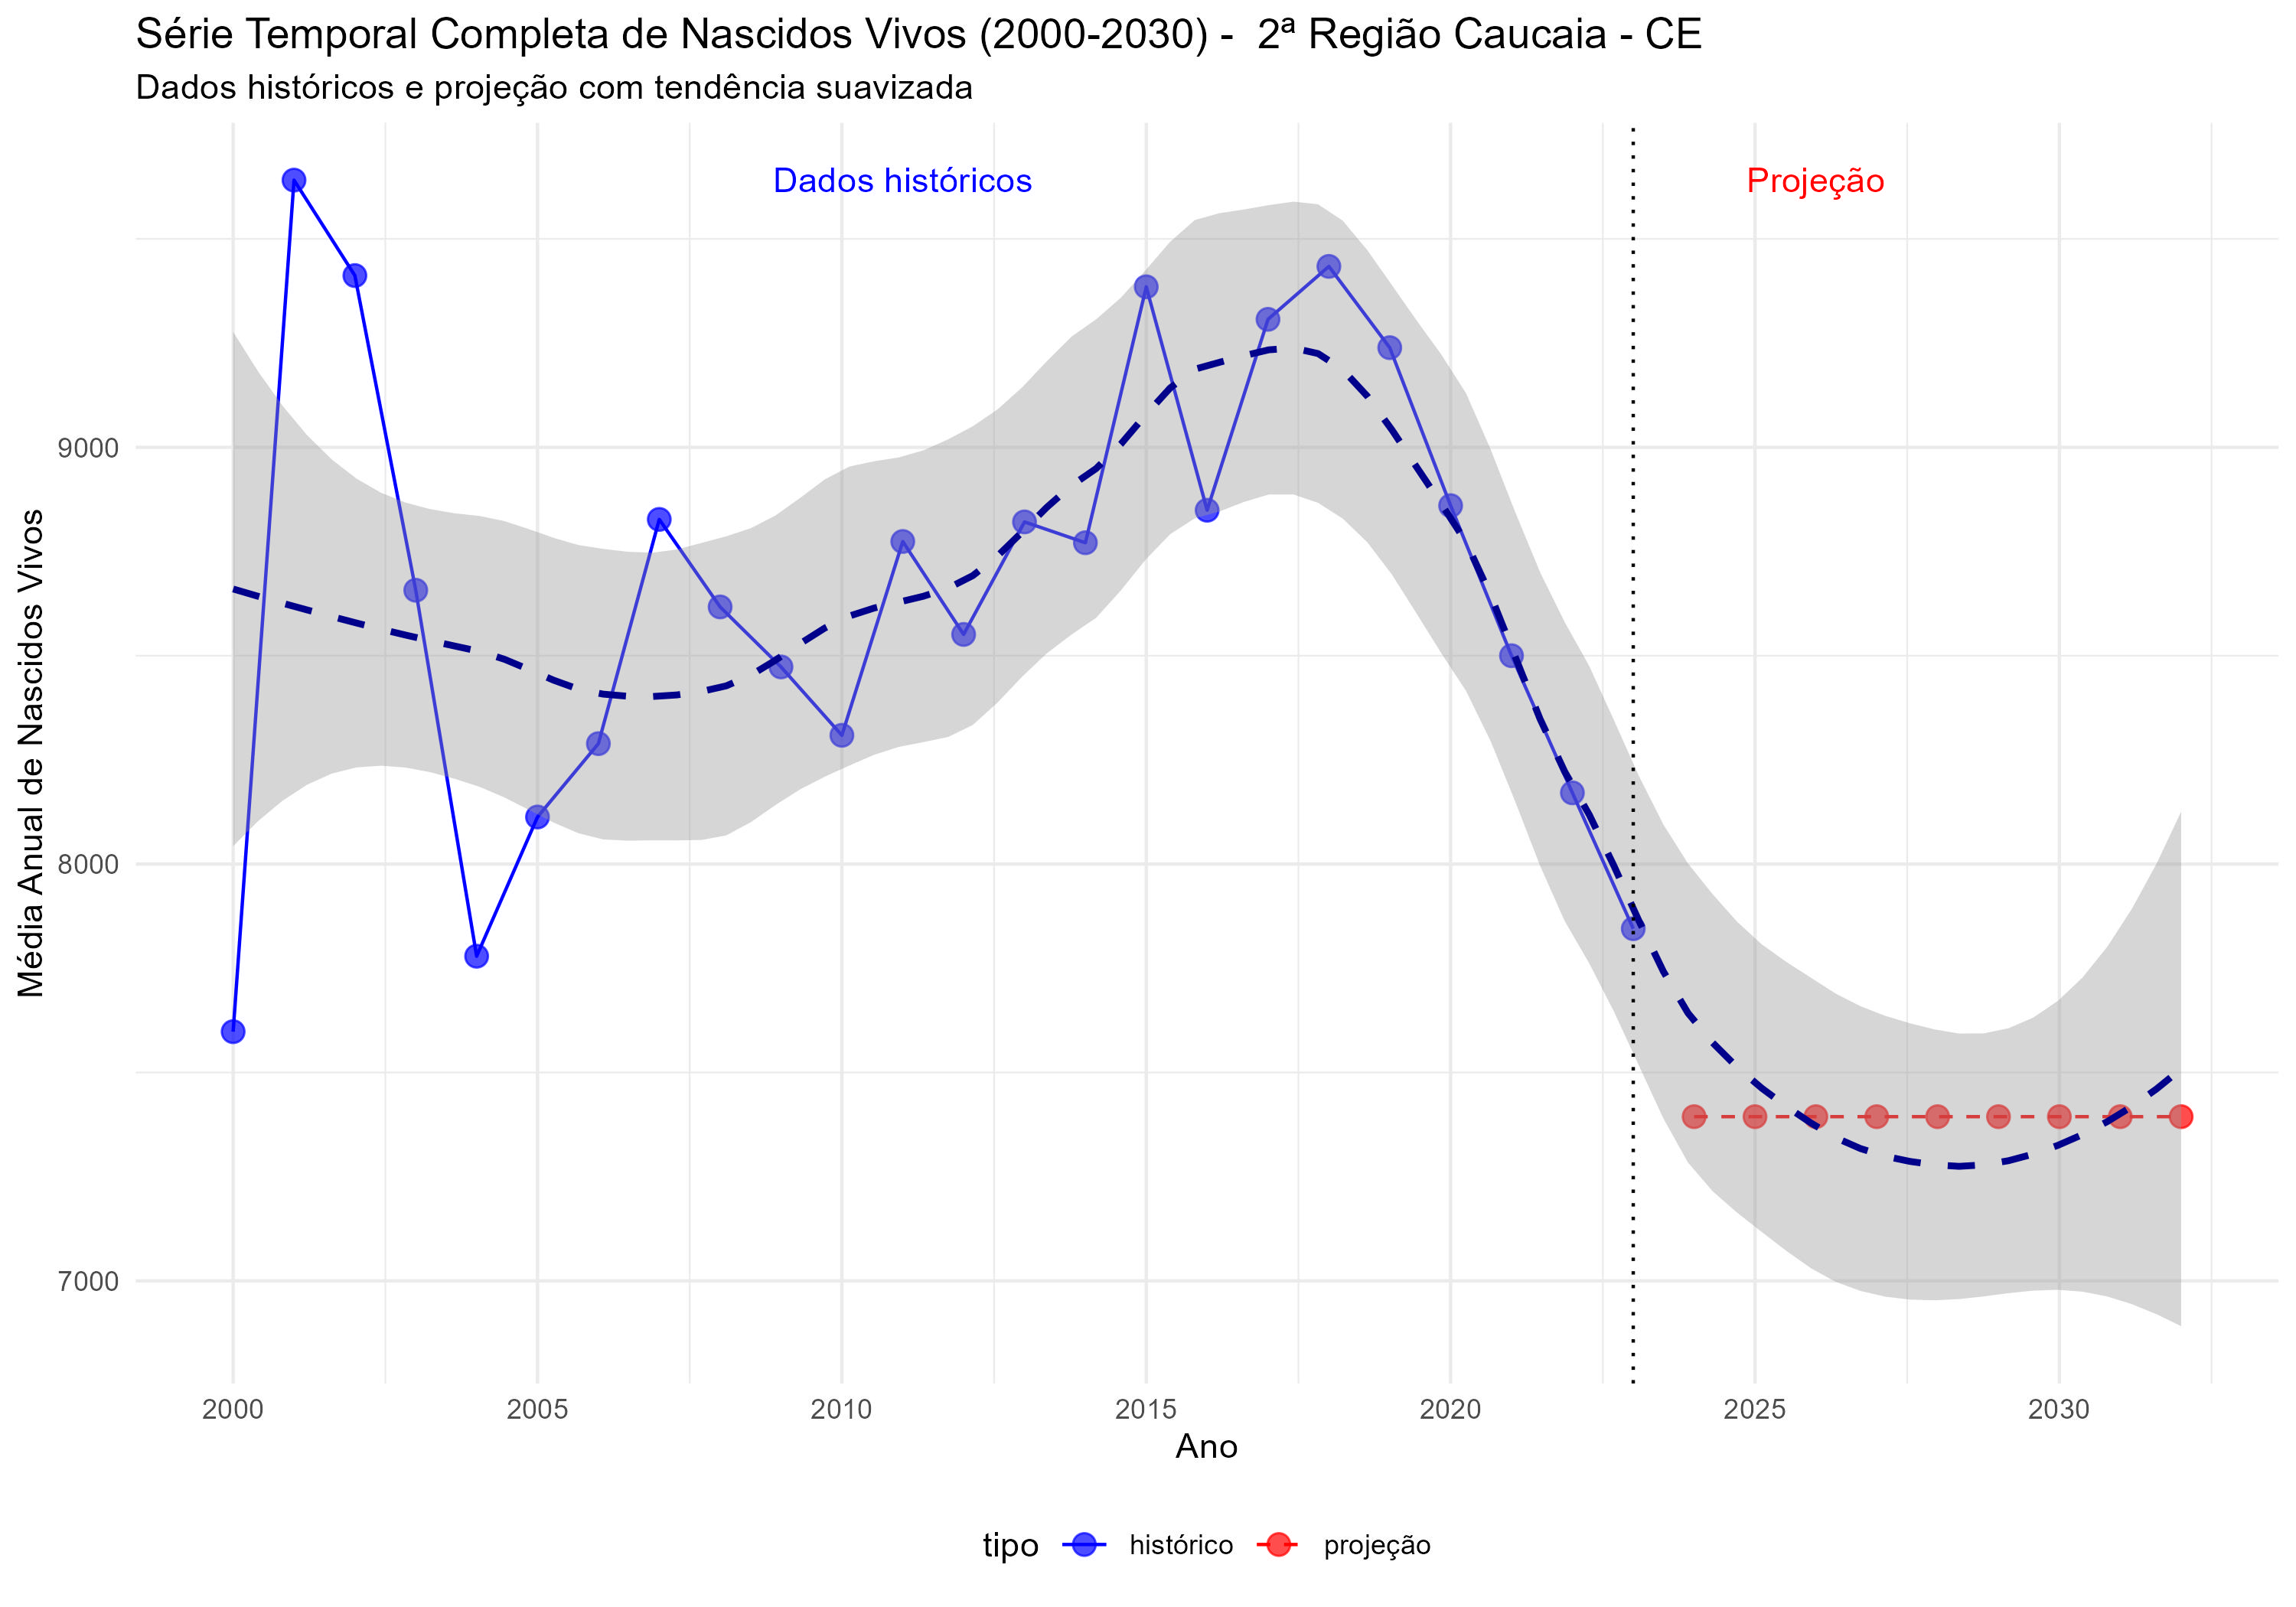 Série Temporal Completa de Nascidos Vivos (2000-2030) -  2ª Região Caucaia - CE
Dados históricos e projeção com tendência suavizada
Dados históricos
Projeção
Média Anual de Nascidos Vivos
9000
8000
7000
2000 2005 2010 2015 2020 2025 2030
Ano
tipo histórico projeção